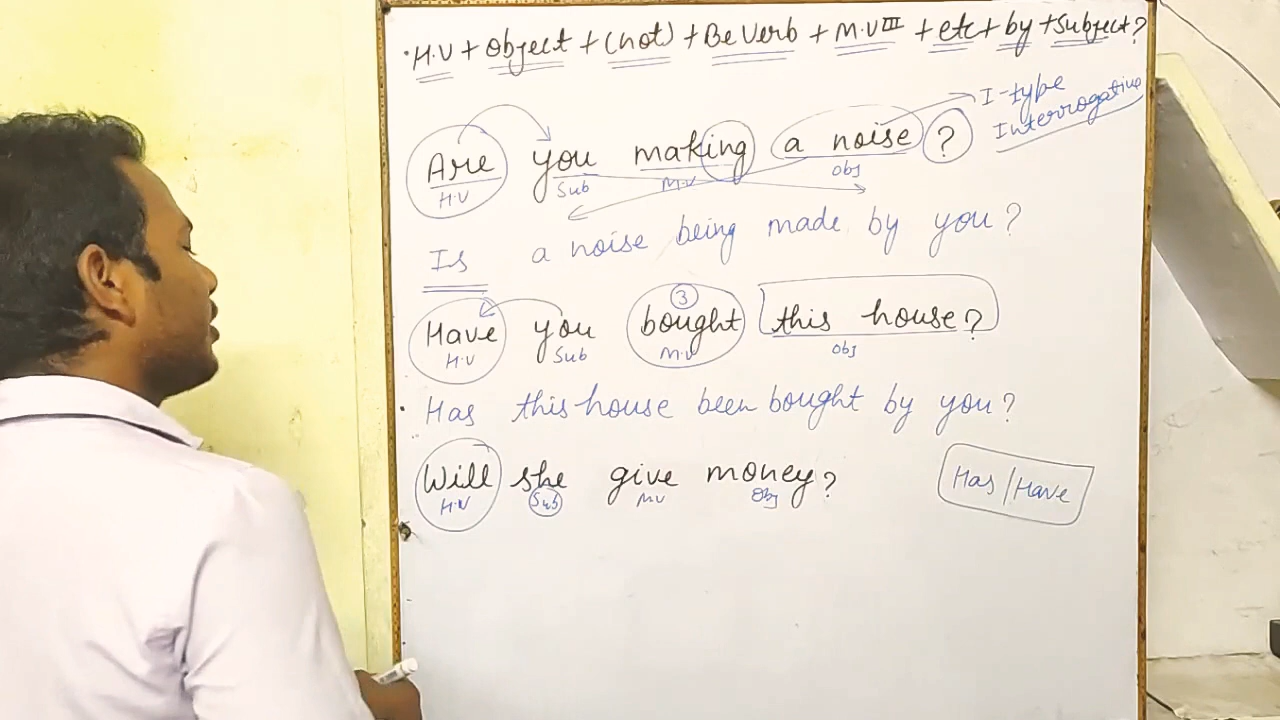 • H.V + Object + (not) + Be Verb + M.V III + etc + by + Subject?
I-type
Interrogative
Are you making a noise ?
H.V Sub M.V Obj
Is a noise being made by you?
3
Have you bought this house?
H.V Sub M.V Obj
• Has this house been bought by you?
Will she give money?
H.V Sub MV Obj
Has/Have